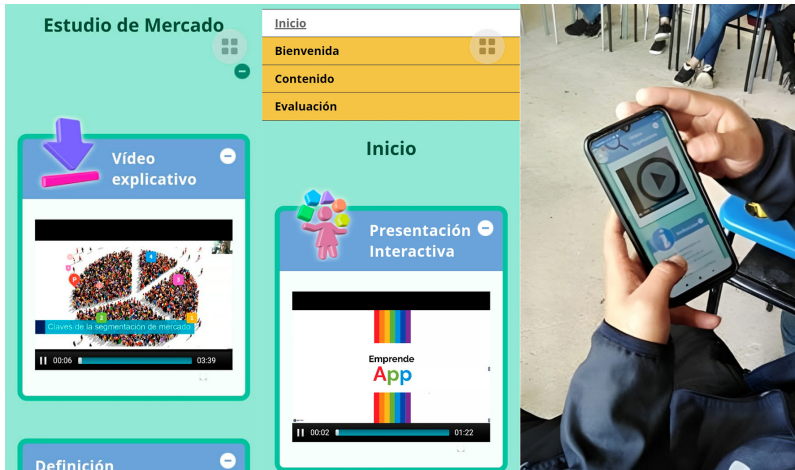 Estudio de Mercado
Vídeo
explicativo
Claves de la segmentación de mercado
00:06
03:39
Definición
Inicio
Bienvenida
Contenido
Evaluación
Inicio
Presentación
Interactiva
Emprende
App
00:02
01:22